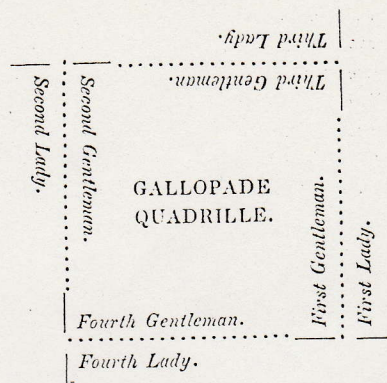 Third Lady.
Third Gentleman.
Second Lady.
Second Gentleman.
GALLOPADE
QUADRILLE.
First Gentleman.
First Lady.
Fourth Gentleman.
Fourth Lady.